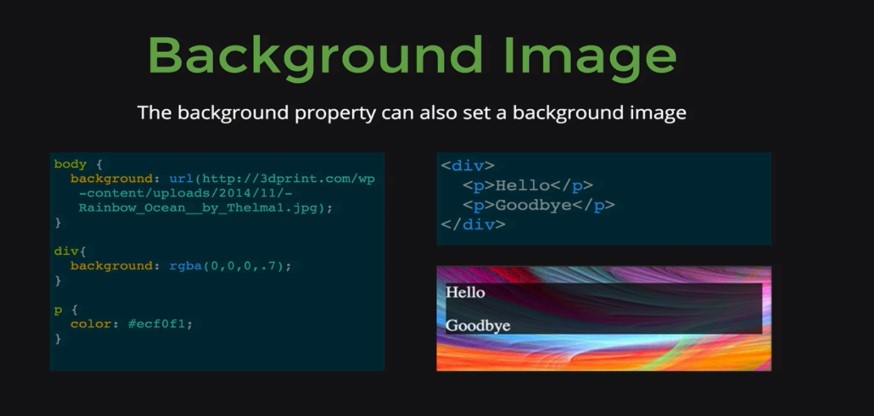 Background Image
The background property can also set a background image
body {
background: url(http://3dprint.com/wp
-content/uploads/2014/11/-
Rainbow_Ocean__by_Thelma1.jpg);
}
div{
background: rgba(0,0,0,.7);
}
p {
color: #ecf0f1;
}
<div>
<p>Hello</p>
<p>Goodbye</p>
</div>
Hello
Goodbye